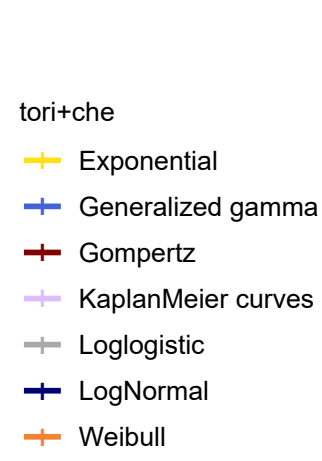 tori+che
Exponential
Generalized gamma
Gompertz
KaplanMeier curves
Loglogistic
LogNormal
Weibull